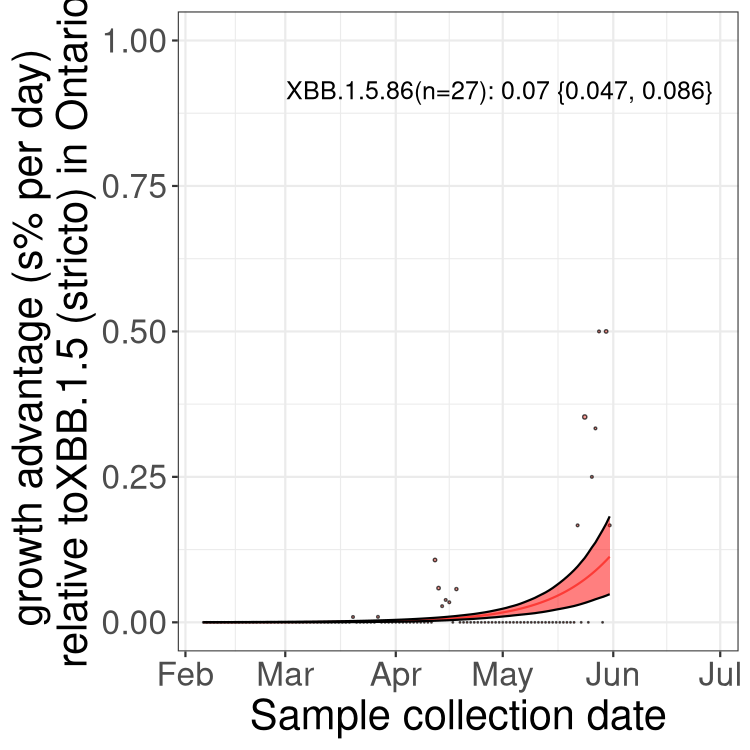 growth advantage (s% per day)
relative toXBB.1.5 (stricto) in Ontario
1.00
0.75
0.50
0.25
0.00
XBB.1.5.86(n=27): 0.07 {0.047, 0.086}
Feb Mar Apr May Jun Jul
Sample collection date